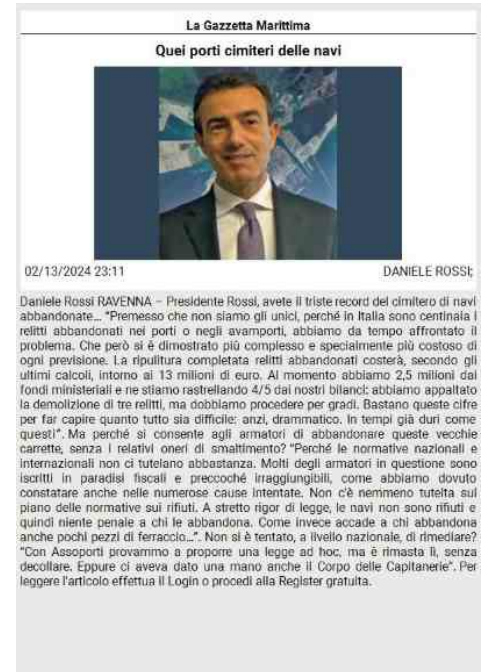 La Gazzetta Marittima
Quei porti cimiteri delle navi
02/13/2024 23:11 DANIELE ROSSI;
Daniele Rossi RAVENNA – Presidente Rossi, avete il triste record del cimitero di navi
abbandonate... "Premesso che non siamo gli unici, perché in Italia sono centinaia i
relitti abbandonati nei porti o negli avamporti, abbiamo da tempo affrontato il
problema. Che però si è dimostrato più complesso e specialmente più costoso di
ogni previsione. La ripulitura completata relitti abbandonati costerà, secondo gli
ultimi calcoli, intorno ai 13 milioni di euro. Al momento abbiamo 2,5 milioni dai
fondi ministeriali e ne stiamo rastrellando 4/5 dai nostri bilanci: abbiamo appaltato
la demolizione di tre relitti, ma dobbiamo procedere per gradi. Bastano queste cifre
per far capire quanto tutto sia difficile: anzi, drammatico. In tempi già duri come
questi". Ma perché si consente agli armatori di abbandonare queste vecchie
carrette, senza i relativi oneri di smaltimento? "Perché le normative nazionali e
internazionali non ci tutelano abbastanza. Molti degli armatori in questione sono
iscritti in paradisi fiscali e preccoché irraggiungibili, come abbiamo dovuto
constatare anche nelle numerose cause intentate. Non c'è nemmeno tutelta sul
piano delle normative sui rifiuti. A stretto rigor di legge, le navi non sono rifiuti e
quindi niente penale a chi le abbandona. Come invece accade a chi abbandona
anche pochi pezzi di ferraccio...". Non si è tentato, a livello nazionale, di rimediare?
"Con Assoporti provammo a proporre una legge ad hoc, ma è rimasta lì, senza
decollare. Eppure ci aveva dato una mano anche il Corpo delle Capitanerie". Per
leggere l'articolo effettua il Login o procedi alla Register gratuita.